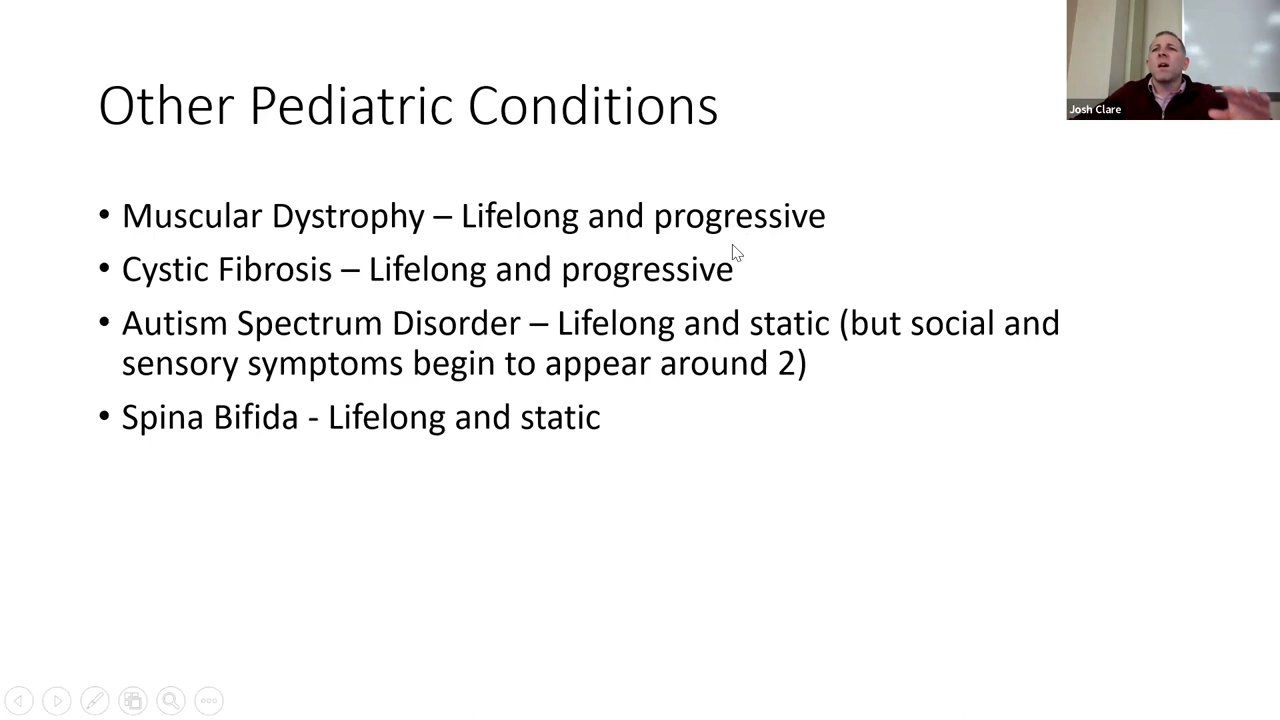 Josh Clare
Other Pediatric Conditions
• Muscular Dystrophy – Lifelong and progressive
• Cystic Fibrosis – Lifelong and progressive
• Autism Spectrum Disorder – Lifelong and static (but social and
sensory symptoms begin to appear around 2)
• Spina Bifida - Lifelong and static